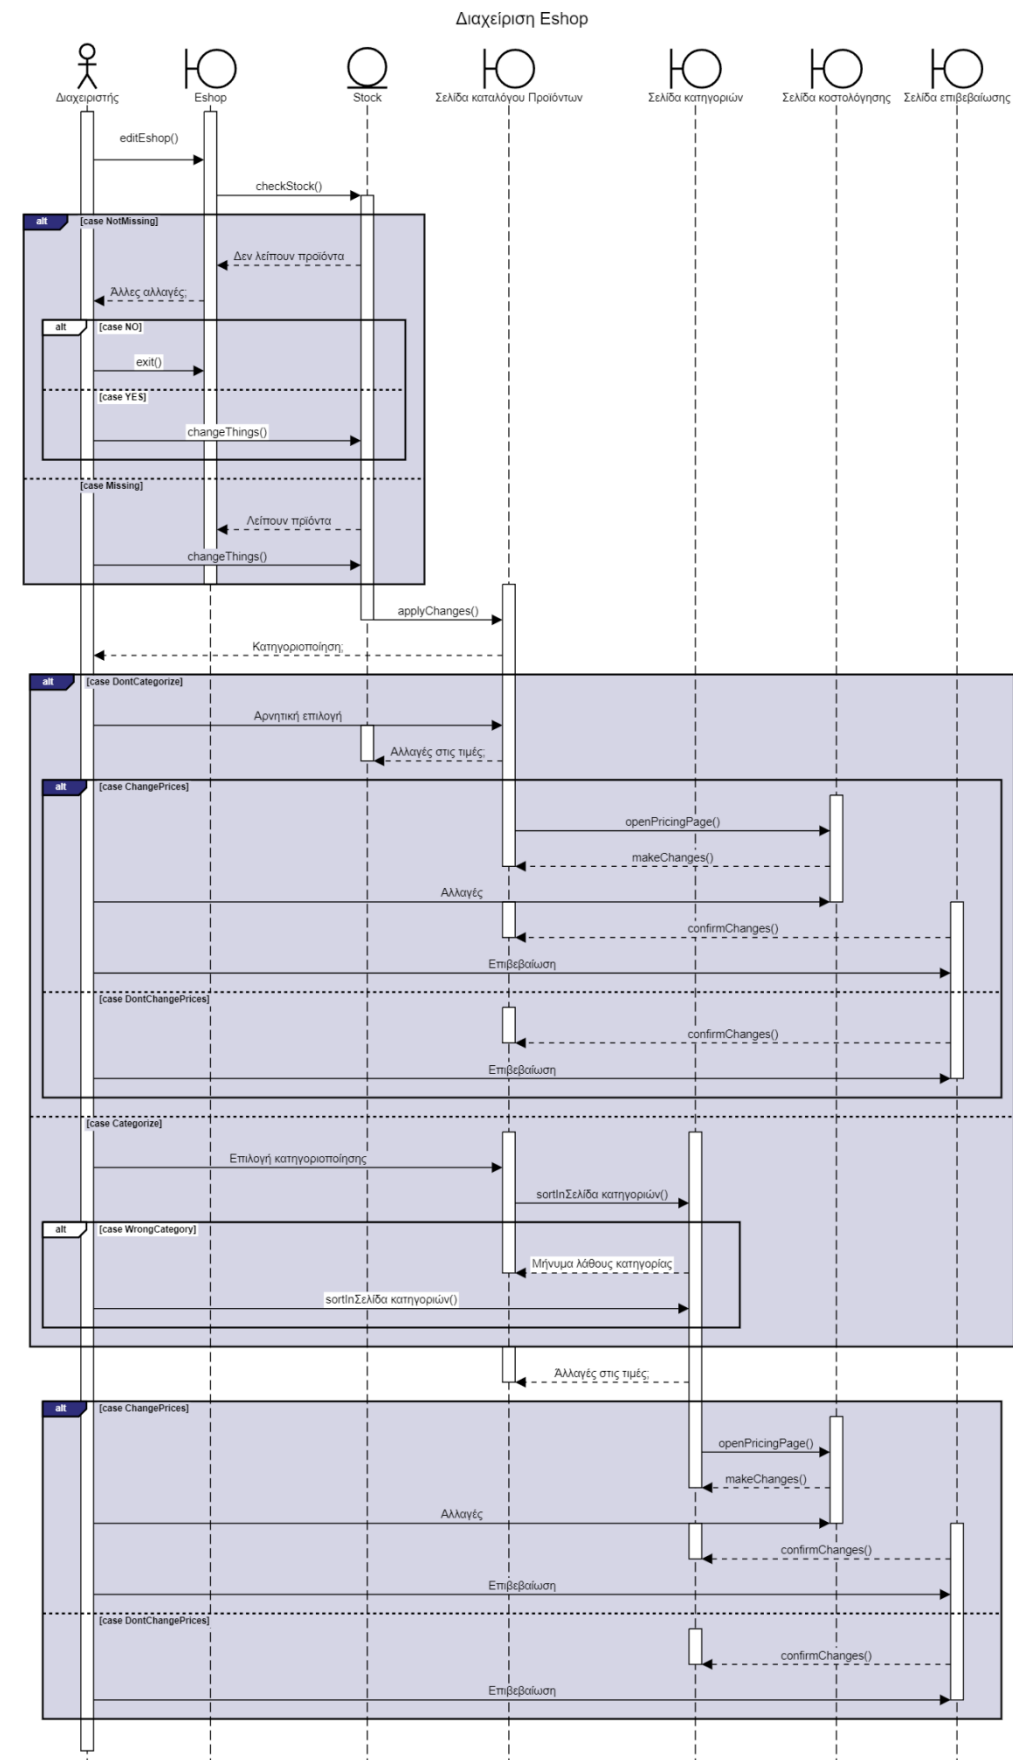 Διαχείριση Eshop
Διαχειριστής
Eshop
Stock
Σελίδα καταλόγου Προϊόντων
Σελίδα κατηγοριών
Σελίδα κοστολόγησης
Σελίδα επιβεβαίωσης
editEshop()
checkStock()
alt [case NotMissing]
Δεν λείπουν προϊόντα
Άλλες αλλαγές;
alt [case NO]
exit()
[case YES]
changeThings()
[case Missing]
Λείπουν πρϊόντα
changeThings()
applyChanges()
Κατηγοριοποίηση;
alt [case DontCategorize]
Αρνητική επιλογή
Αλλαγές στις τιμές;
alt [case ChangePrices]
openPricingPage()
makeChanges()
Αλλαγές
confirmChanges()
Επιβεβαίωση
[case DontChangePrices]
confirmChanges()
Επιβεβαίωση
[case Categorize]
Επιλογή κατηγοριοποίησης
sortInΣελίδα κατηγοριών()
alt [case WrongCategory]
Μήνυμα λάθους κατηγορίας
sortInΣελίδα κατηγοριών()
Άλλαγές στις τιμές;
alt [case ChangePrices]
openPricingPage()
makeChanges()
Αλλαγές
confirmChanges()
Επιβεβαίωση
[case DontChangePrices]
confirmChanges()
Επιβεβαίωση